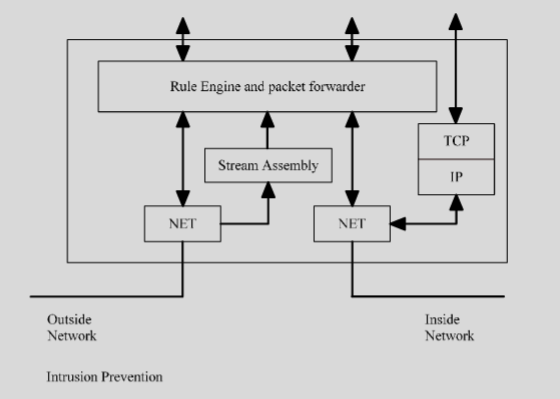 Rule Engine and packet forwarder
TCP
Stream Assembly
IP
NET
NET
Outside
Network
Inside
Network
Intrusion Prevention